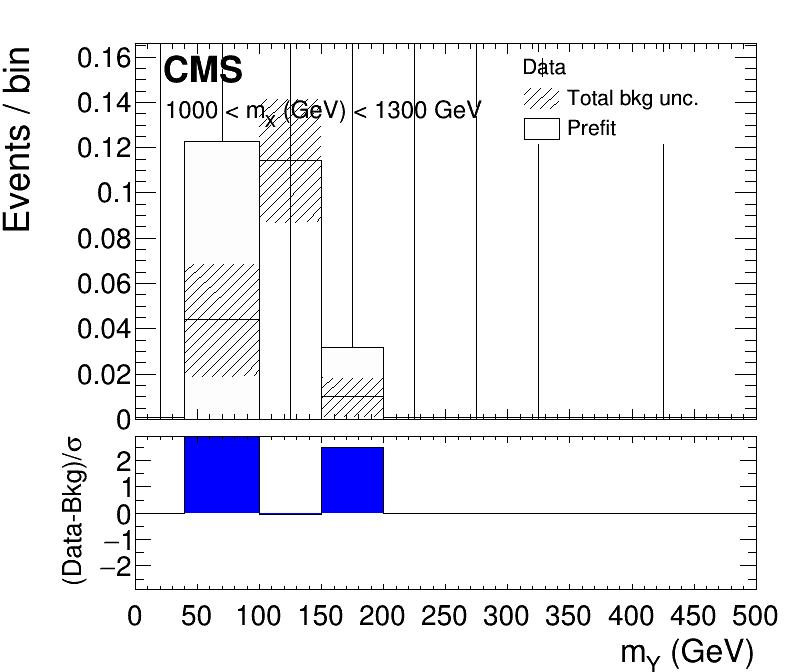 CMS
1000 < mX (GeV) < 1300 GeV
Data
Total bkg unc.
Prefit
Events / bin
0.16
0.14
0.12
0.1
0.08
0.06
0.04
0.02
0
(Data-Bkg)/σ
2
1
0
−1
−2
0 50 100 150 200 250 300 350 400 450 500
mY (GeV)